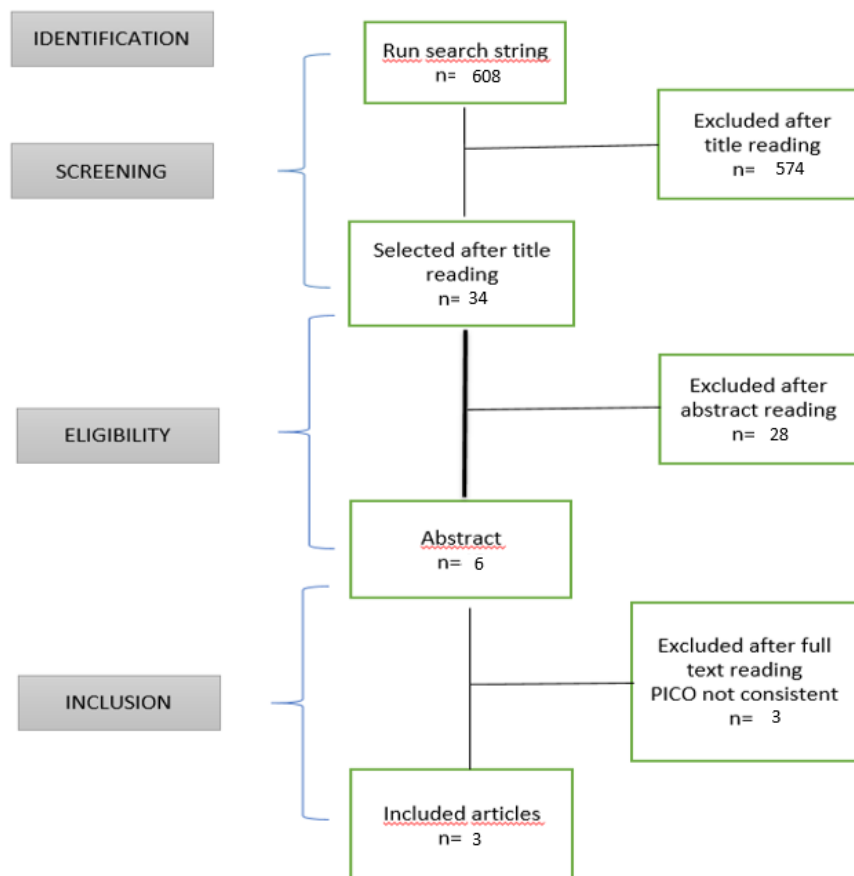 IDENTIFICATION
Run search string
n= 608
Excluded after
title reading
n= 574
SCREENING
Selected after title
reading
n= 34
Excluded after
abstract reading
n= 28
ELIGIBILITY
Abstract
n= 6
Excluded after full
text reading
PICO not consistent
n= 3
INCLUSION
Included articles
n= 3